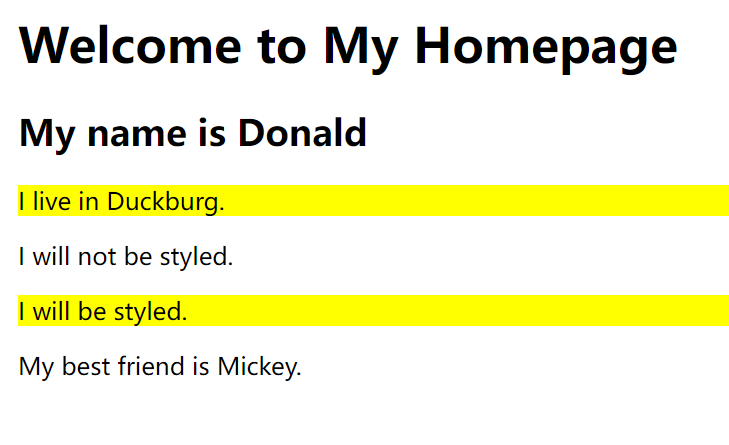 Welcome to My Homepage
My name is Donald
I live in Duckburg.
I will not be styled.
I will be styled.
My best friend is Mickey.